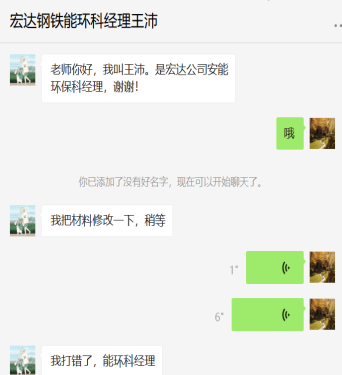 宏达钢铁能环科经理王沛
老师你好，我叫王沛。是宏达公司安能
环保科经理，谢谢！
哦
你已添加了没有好名字，现在可以开始聊天了。
我把材料修改一下，稍等
1"
6"
我打错了，能环科经理